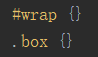 #wrap {}
.box {}